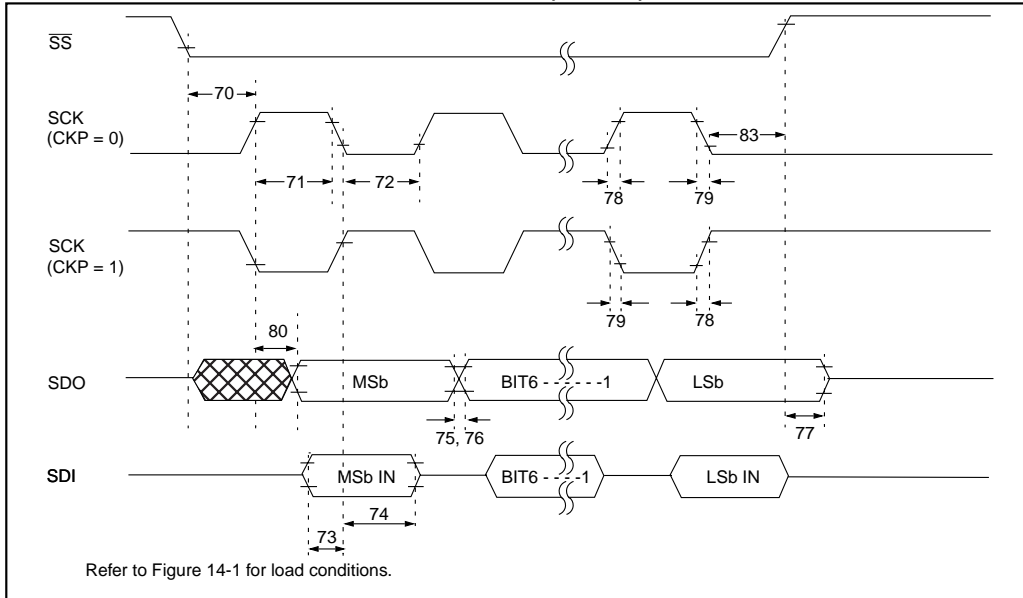 SS
70
SCK
(CKP = 0)
83
71
72
78
79
SCK
(CKP = 1)
79
78
80
SDO
MSb
BIT6 - - - - - -1
LSb
75, 76
77
SDI
MSb IN
BIT6 - - - -1
LSb IN
74
73
Refer to Figure 14-1 for load conditions.